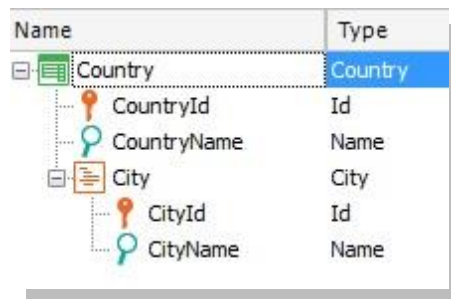 Name Type
Country Country
CountryId Id
CountryName Name
City City
CityId Id
CityName Name